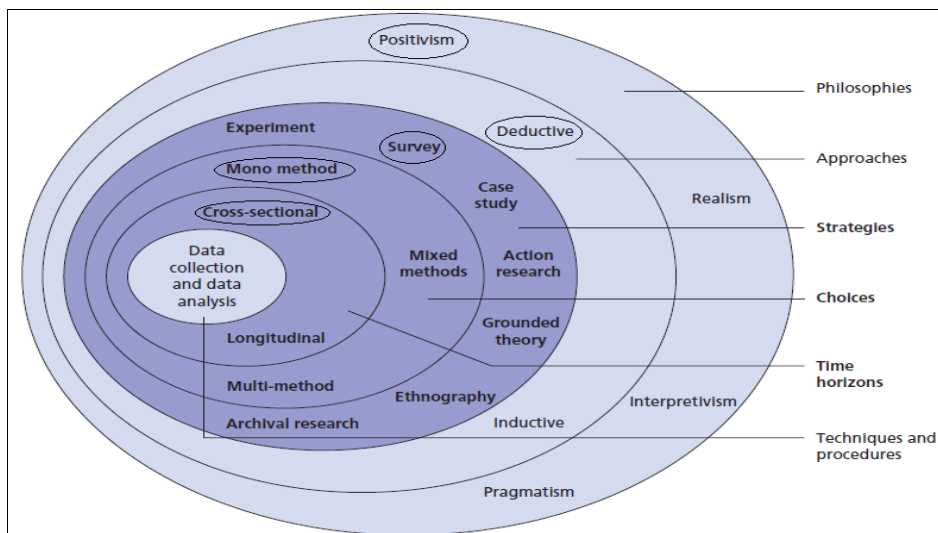 Positivism
Philosophies
Experiment
Deductive
Survey
Approaches
Mono method
Case
study
Realism
Cross-sectional
Strategies
Data
collection
and data
analysis
Mixed
methods
Action
research
Choices
Longitudinal
Grounded
theory
Time
horizons
Multi-method
Ethnography
Interpretivism
Archival research
Inductive
Techniques and
procedures
Pragmatism